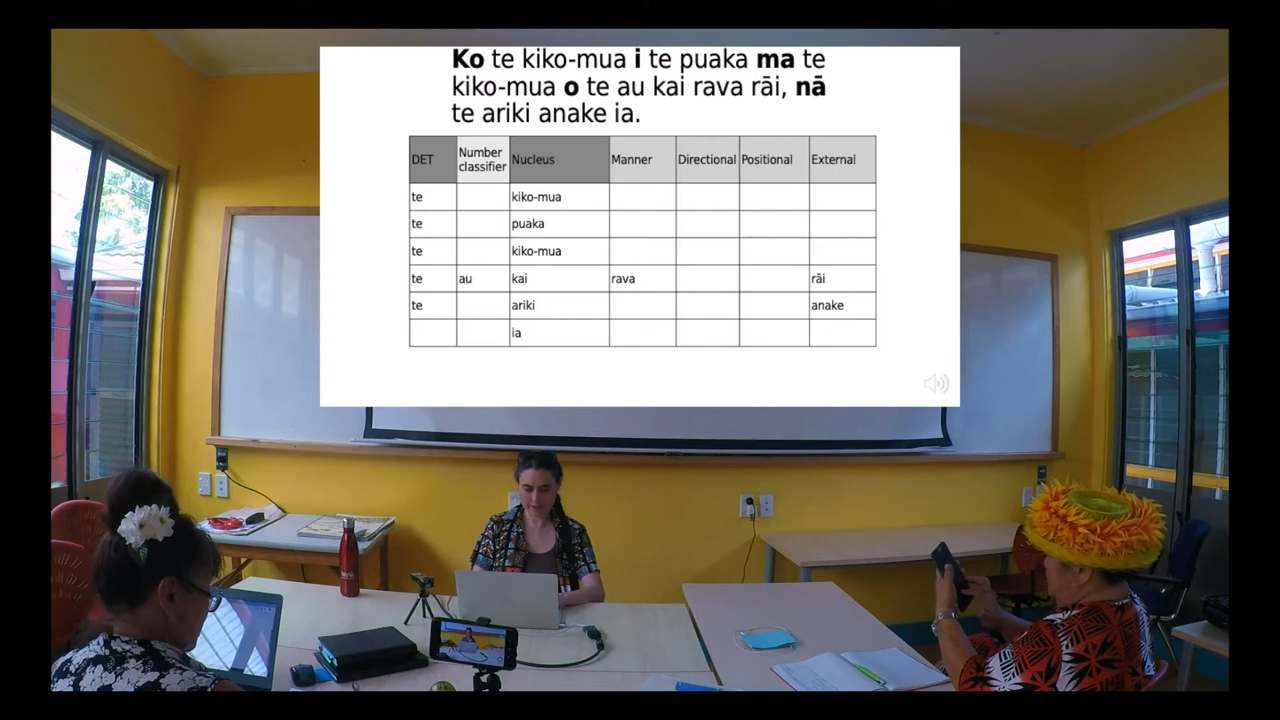 Ko te kiko-mua i te puaka ma te
kiko-mua o te au kai rava rāi, nā
te ariki anake ia.
DET Number classifier Nucleus Manner Directional Positional External
te kiko-mua
te puaka
te kiko-mua
te au kai rava rāi
te ariki anake
ia